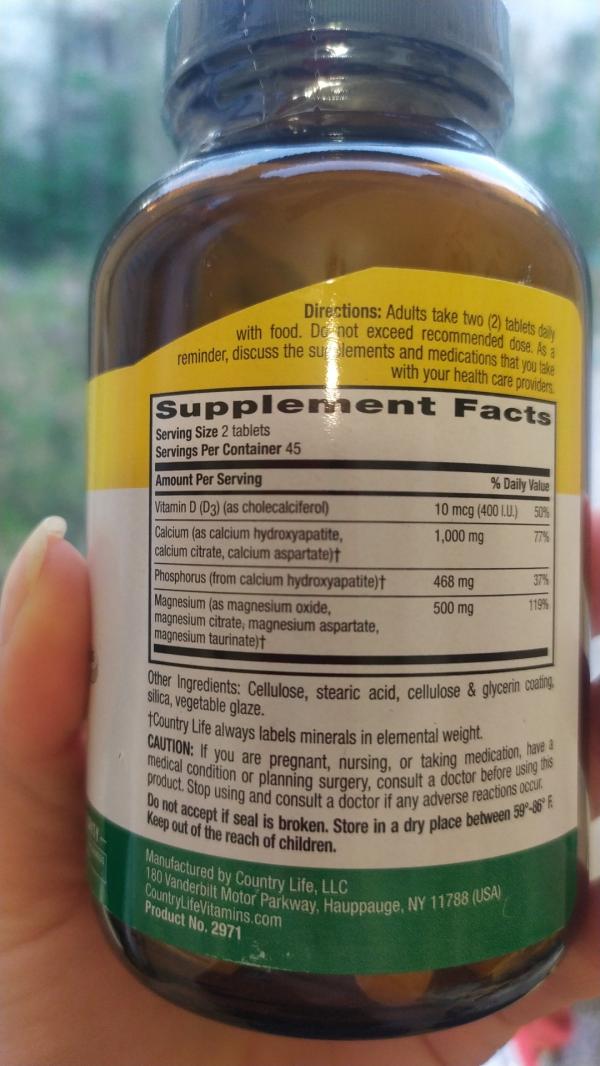 Directions: Adults take two (2) tablets daily
with food. Do not exceed recommended dose. As a
reminder, discuss the supplements and medications that you take
with your health care providers.
Supplement Facts
Serving Size 2 tablets
Servings Per Container 45
Amount Per Serving % Daily Value
Vitamin D (D3) (as cholecalciferol) 10 mcg (400 I.U.) 50%
Calcium (as calcium hydroxyapatite, 1,000 mg 77%
calcium citrate, calcium aspartate)†
Phosphorus (from calcium hydroxyapatite)† 468 mg 37%
Magnesium (as magnesium oxide, 500 mg 119%
magnesium citrate, magnesium aspartate,
magnesium taurinate)†
Other Ingredients: Cellulose, stearic acid, cellulose & glycerin coating,
silica, vegetable glaze.
†Country Life always labels minerals in elemental weight.
CAUTION: If you are pregnant, nursing, or taking medication, have a
medical condition or planning surgery, consult a doctor before using this
product. Stop using and consult a doctor if any adverse reactions occur.
Do not accept if seal is broken. Store in a dry place between 59°-86° F.
Keep out of the reach of children.
Manufactured by Country Life, LLC
180 Vanderbilt Motor Parkway, Hauppauge, NY 11788 (USA)
CountryLifeVitamins.com
Product No. 2971